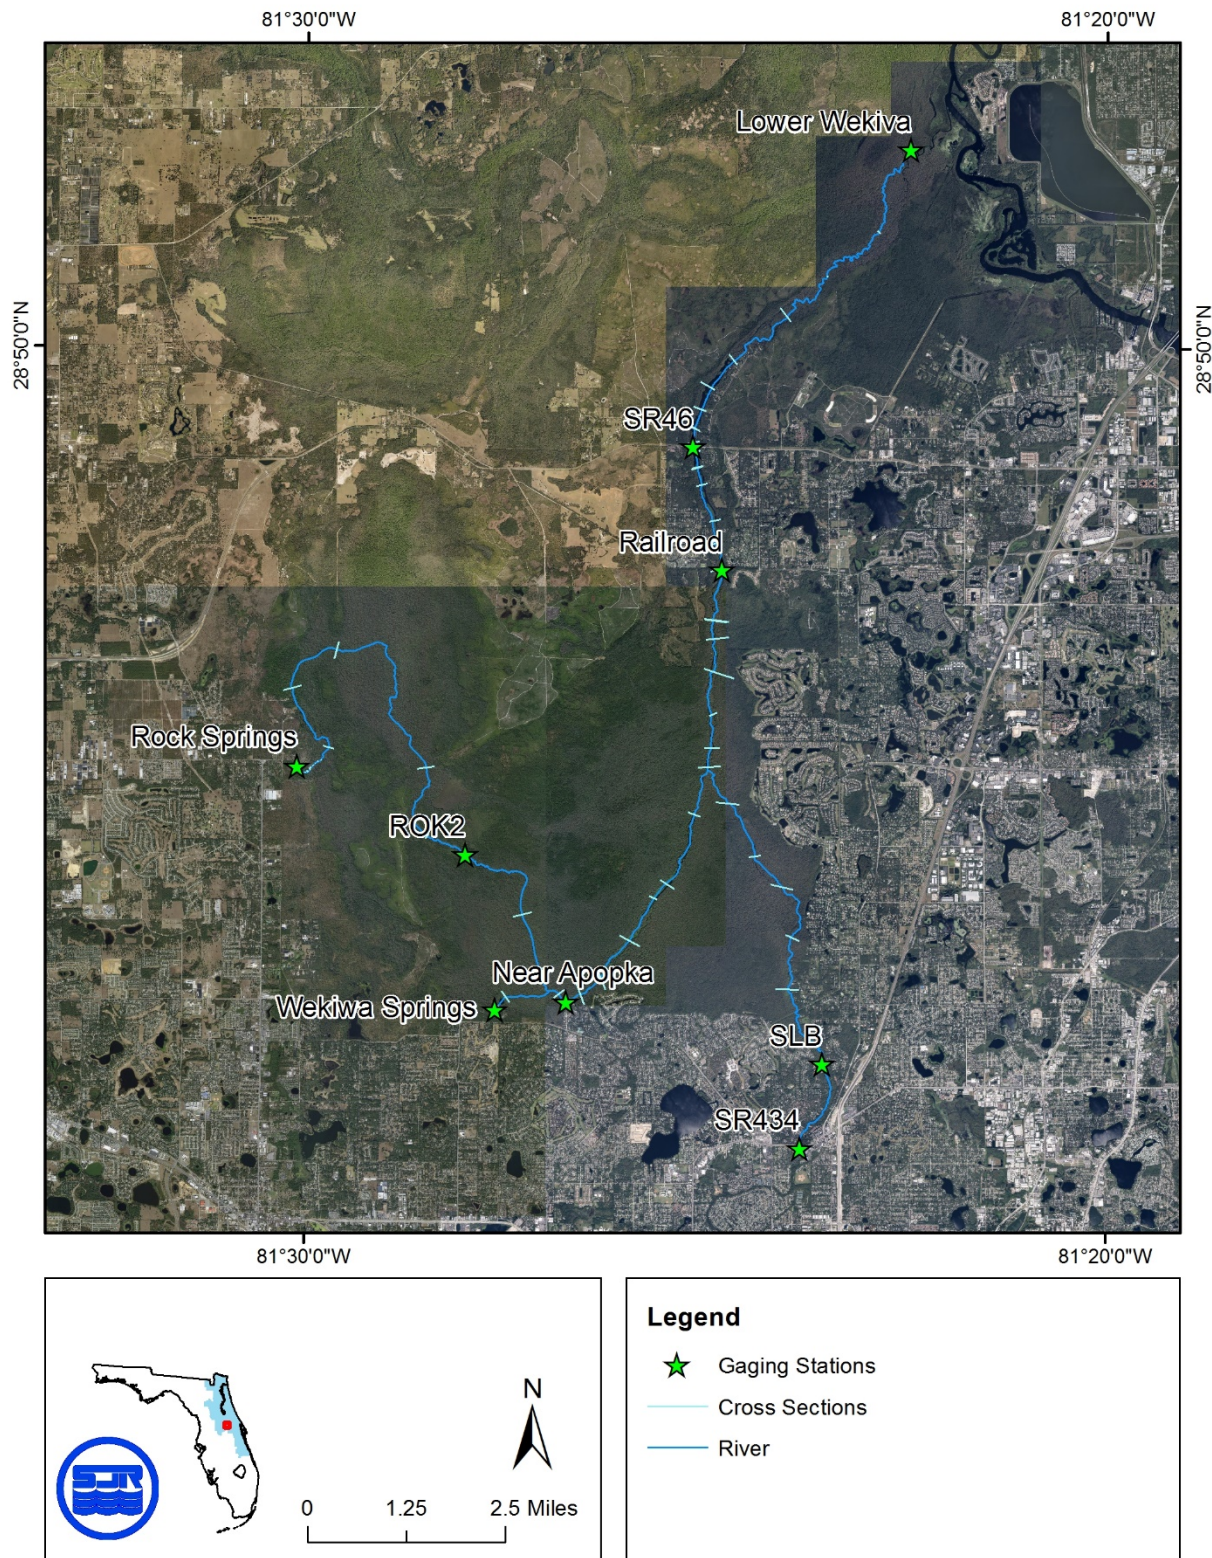 81°30'0"W
81°20'0"W
Lower Wekiva
28°50'0"N
28°50'0"N
SR46
Railroad
Rock Springs
ROK2
Near Apopka
Wekiwa Springs
SLB
SR434
81°30'0"W
81°20'0"W
Legend
Gaging Stations
Cross Sections
River
N
SJR
0 1.25 2.5 Miles